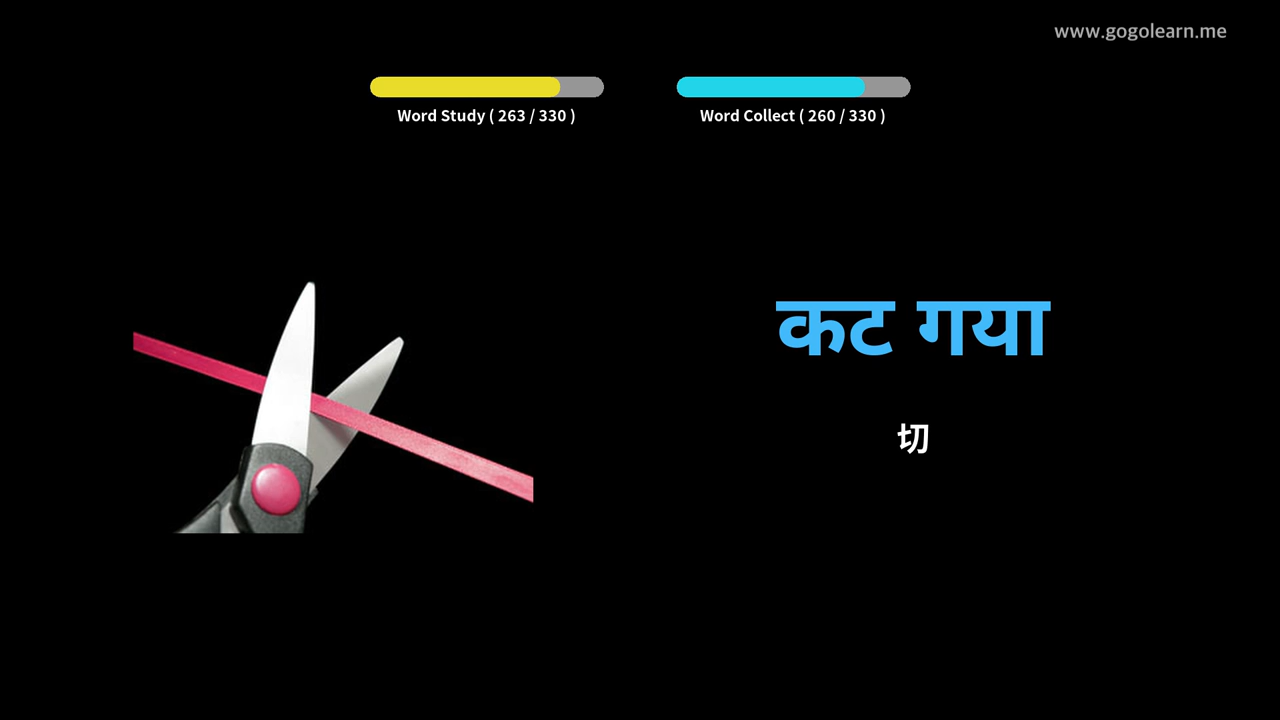 www.gogolearn.me
Word Study ( 263 / 330 )
Word Collect ( 260 / 330 )
कट गया
切